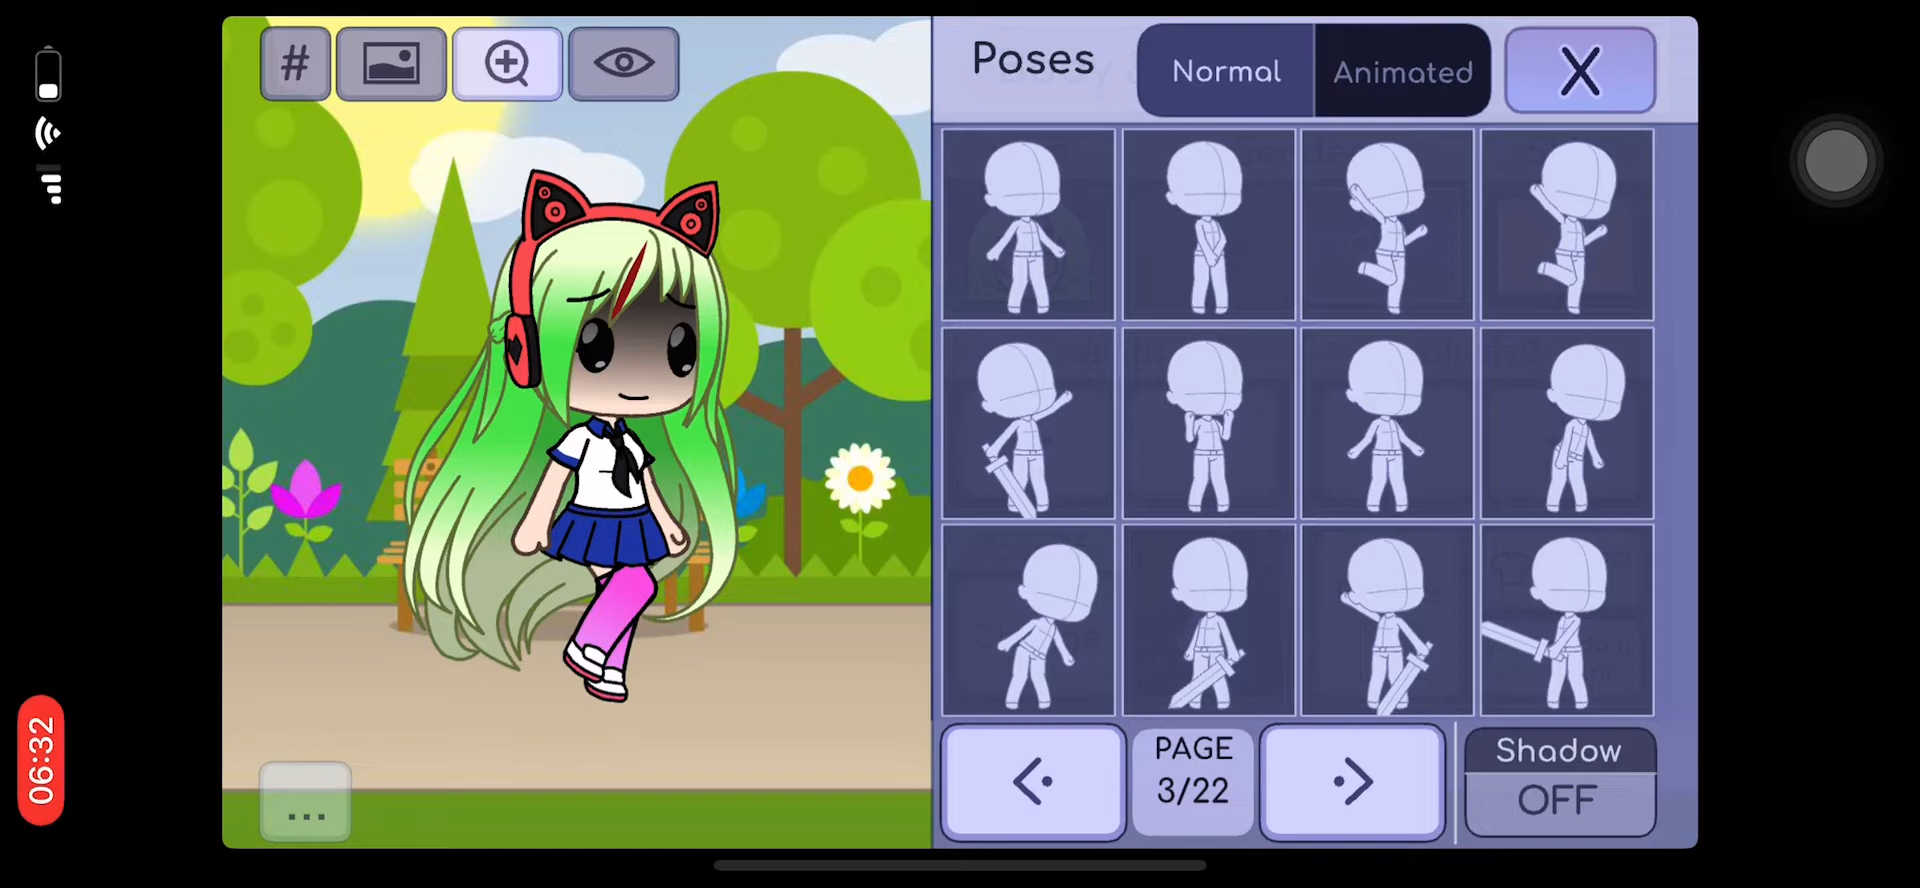 #
Poses
Normal
Animated
X
06:32
...
PAGE
3/22
Shadow
OFF